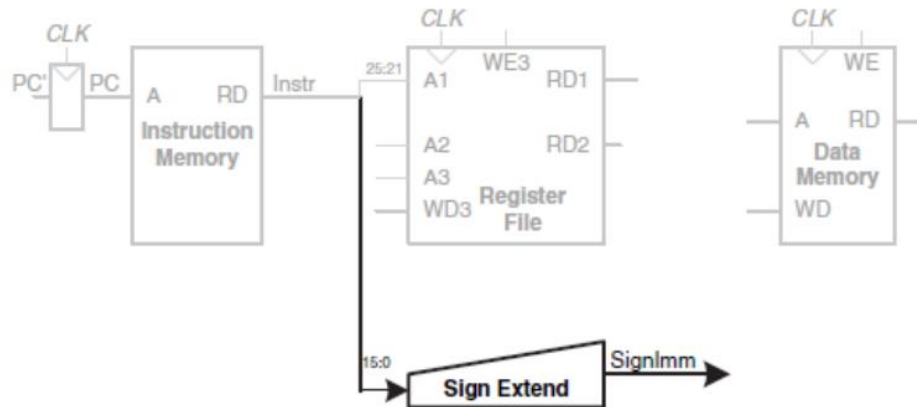 CLK
CLK
CLK
PC'
PC
A
RD
Instr
Instruction
Memory
25:21
A1
WE3
RD1
A2
RD2
A3
WD3
Register
File
WE
A
RD
Data
Memory
WD
15:0
Sign Extend
SignImm